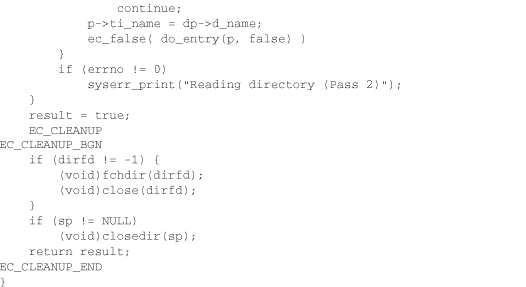 continue;
p->ti_name = dp->d_name;
ec_false( do_entry(p, false) )
}
if (errno != 0)
syserr_print("Reading directory (Pass 2)");
}
result = true;
EC_CLEANUP
EC_CLEANUP_BGN
if (dirfd != -1) {
(void)fchdir(dirfd);
(void)close(dirfd);
}
if (sp != NULL)
(void)closedir(sp);
return result;
EC_CLEANUP_END
}